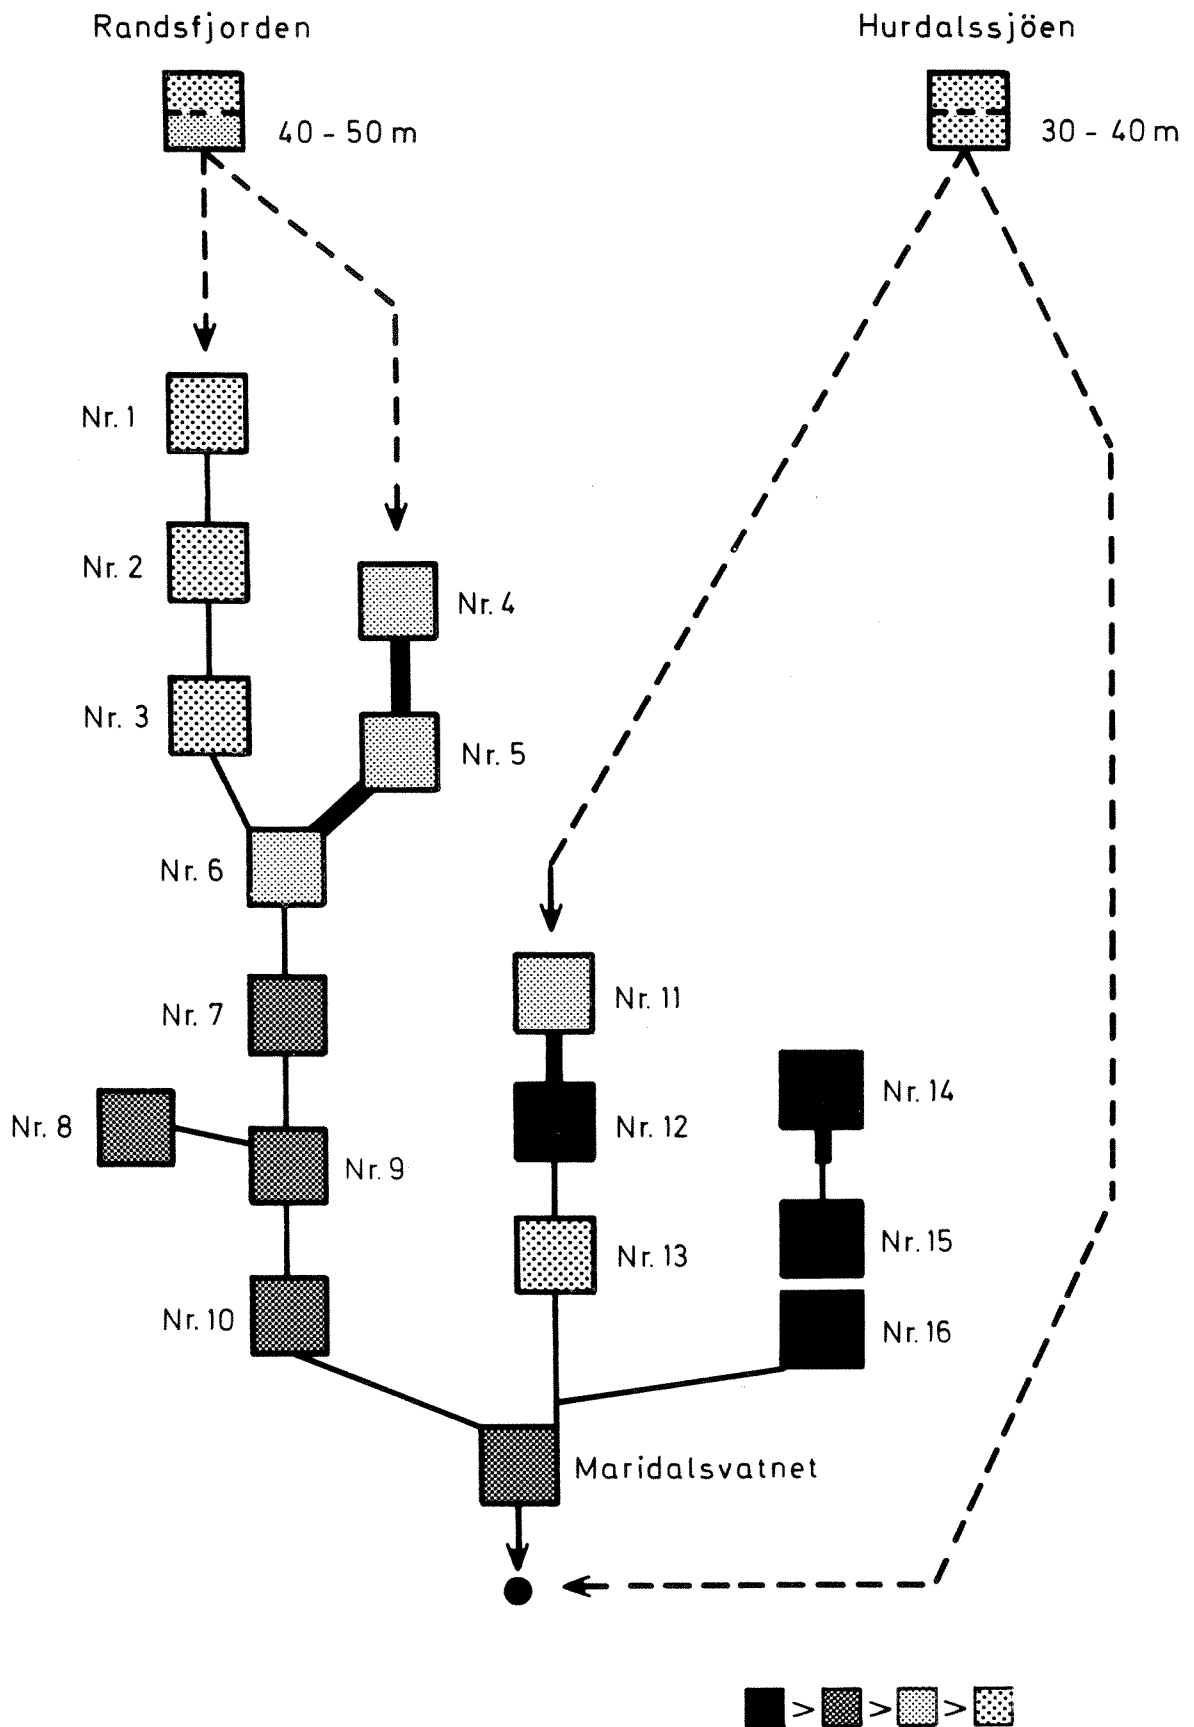 Randsfjorden
Hurdalssjöen
40 - 50 m
30 - 40 m
Nr. 1
Nr. 2
Nr. 4
Nr. 3
Nr. 5
Nr. 6
Nr. 11
Nr. 7
Nr. 14
Nr. 8
Nr. 12
Nr. 9
Nr. 15
Nr. 13
Nr. 10
Nr. 16
Maridalsvatnet
> > >